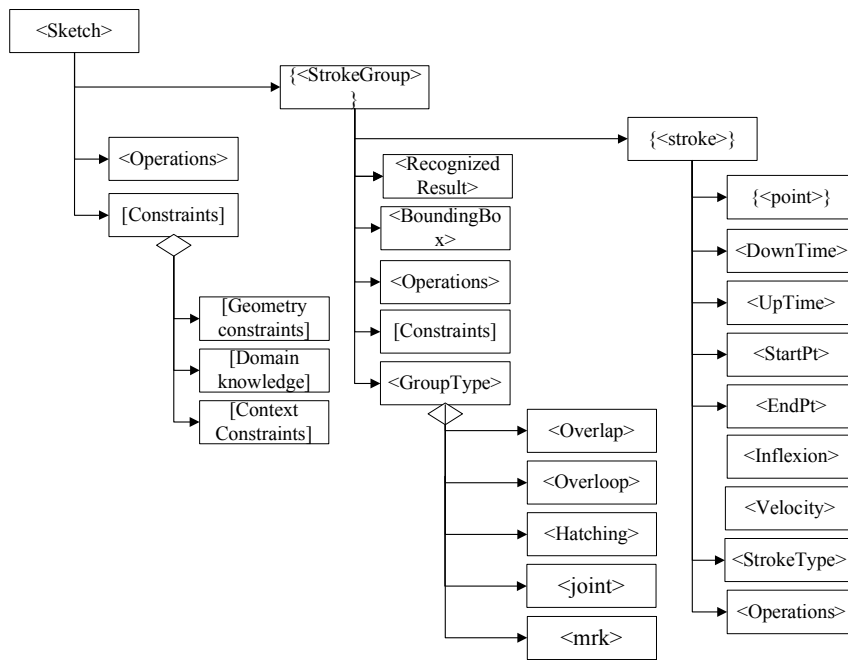 <Sketch>
{<StrokeGroup>
}
{<stroke>}
<Operations>
<Recognized
Result>
{<point>}
[Constraints]
<BoundingBo
x>
<DownTime>
<Operations>
<UpTime>
[Geometry
constraints]
[Constraints]
<StartPt>
[Domain
knowledge]
<GroupType>
<EndPt>
[Context
Constraints]
<Overlap>
<Inflexion>
<Overloop>
<Velocity>
<Hatching>
<StrokeType>
<joint>
<Operations>
<mrk>